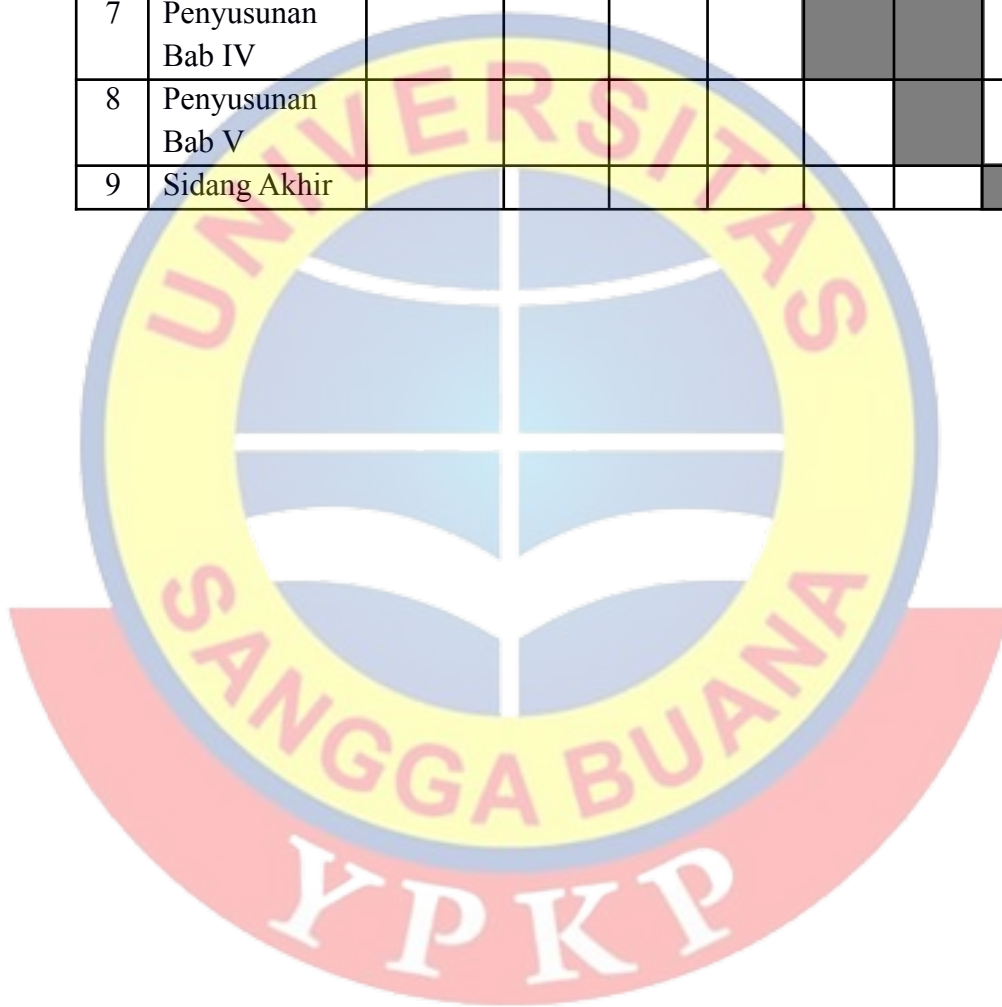 7 Penyusunan
Bab IV
8 Penyusunan
Bab V
9 Sidang Akhir
UNIVERSITAS
SANGGA BUANA
YPKP